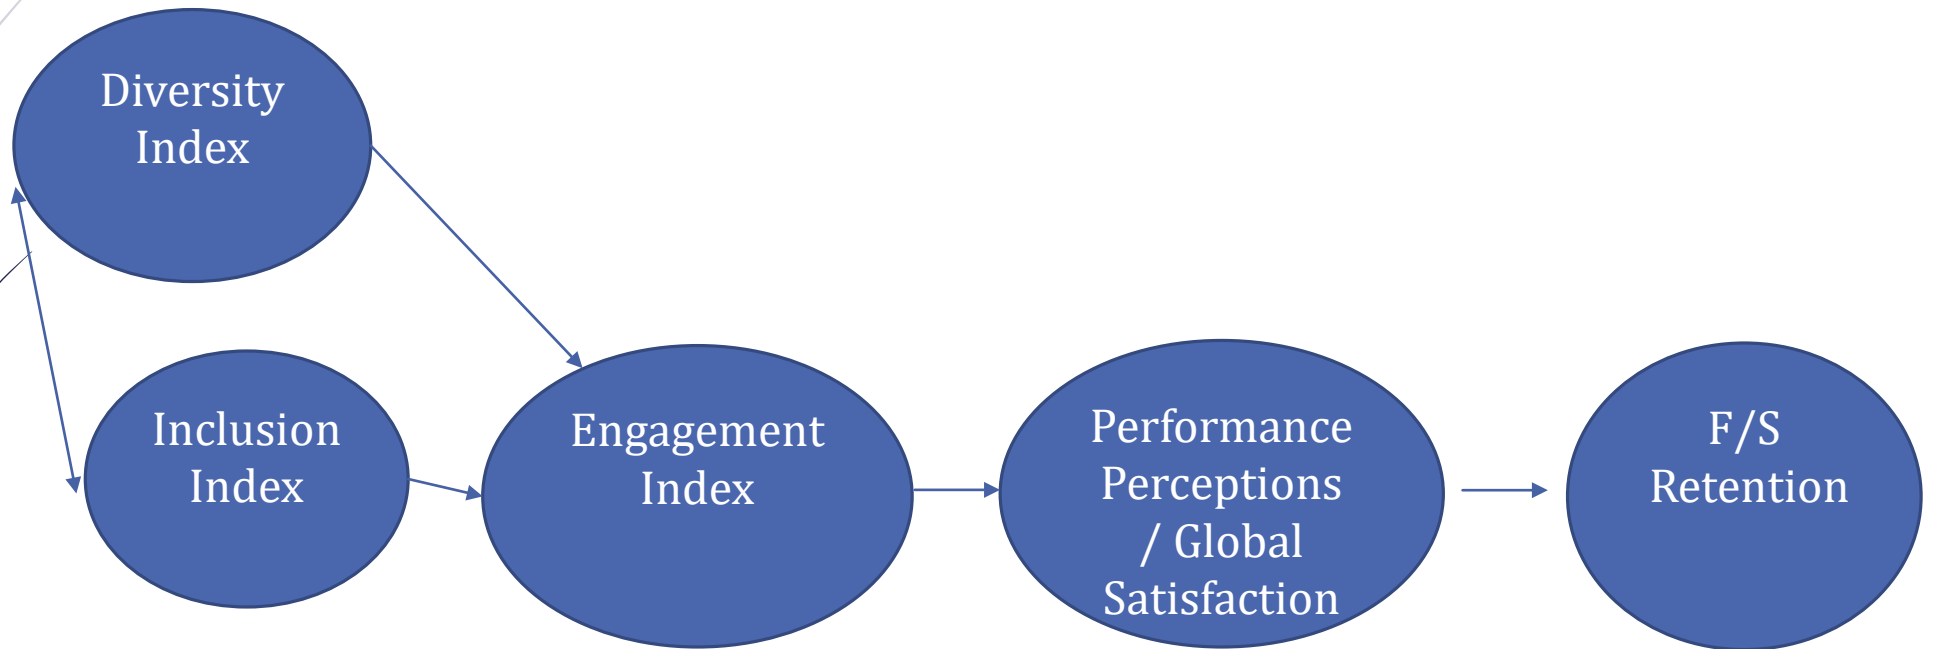 Diversity
Index
Inclusion
Index
Engagement
Index
Performance
Perceptions
/ Global
Satisfaction
F/S
Retention